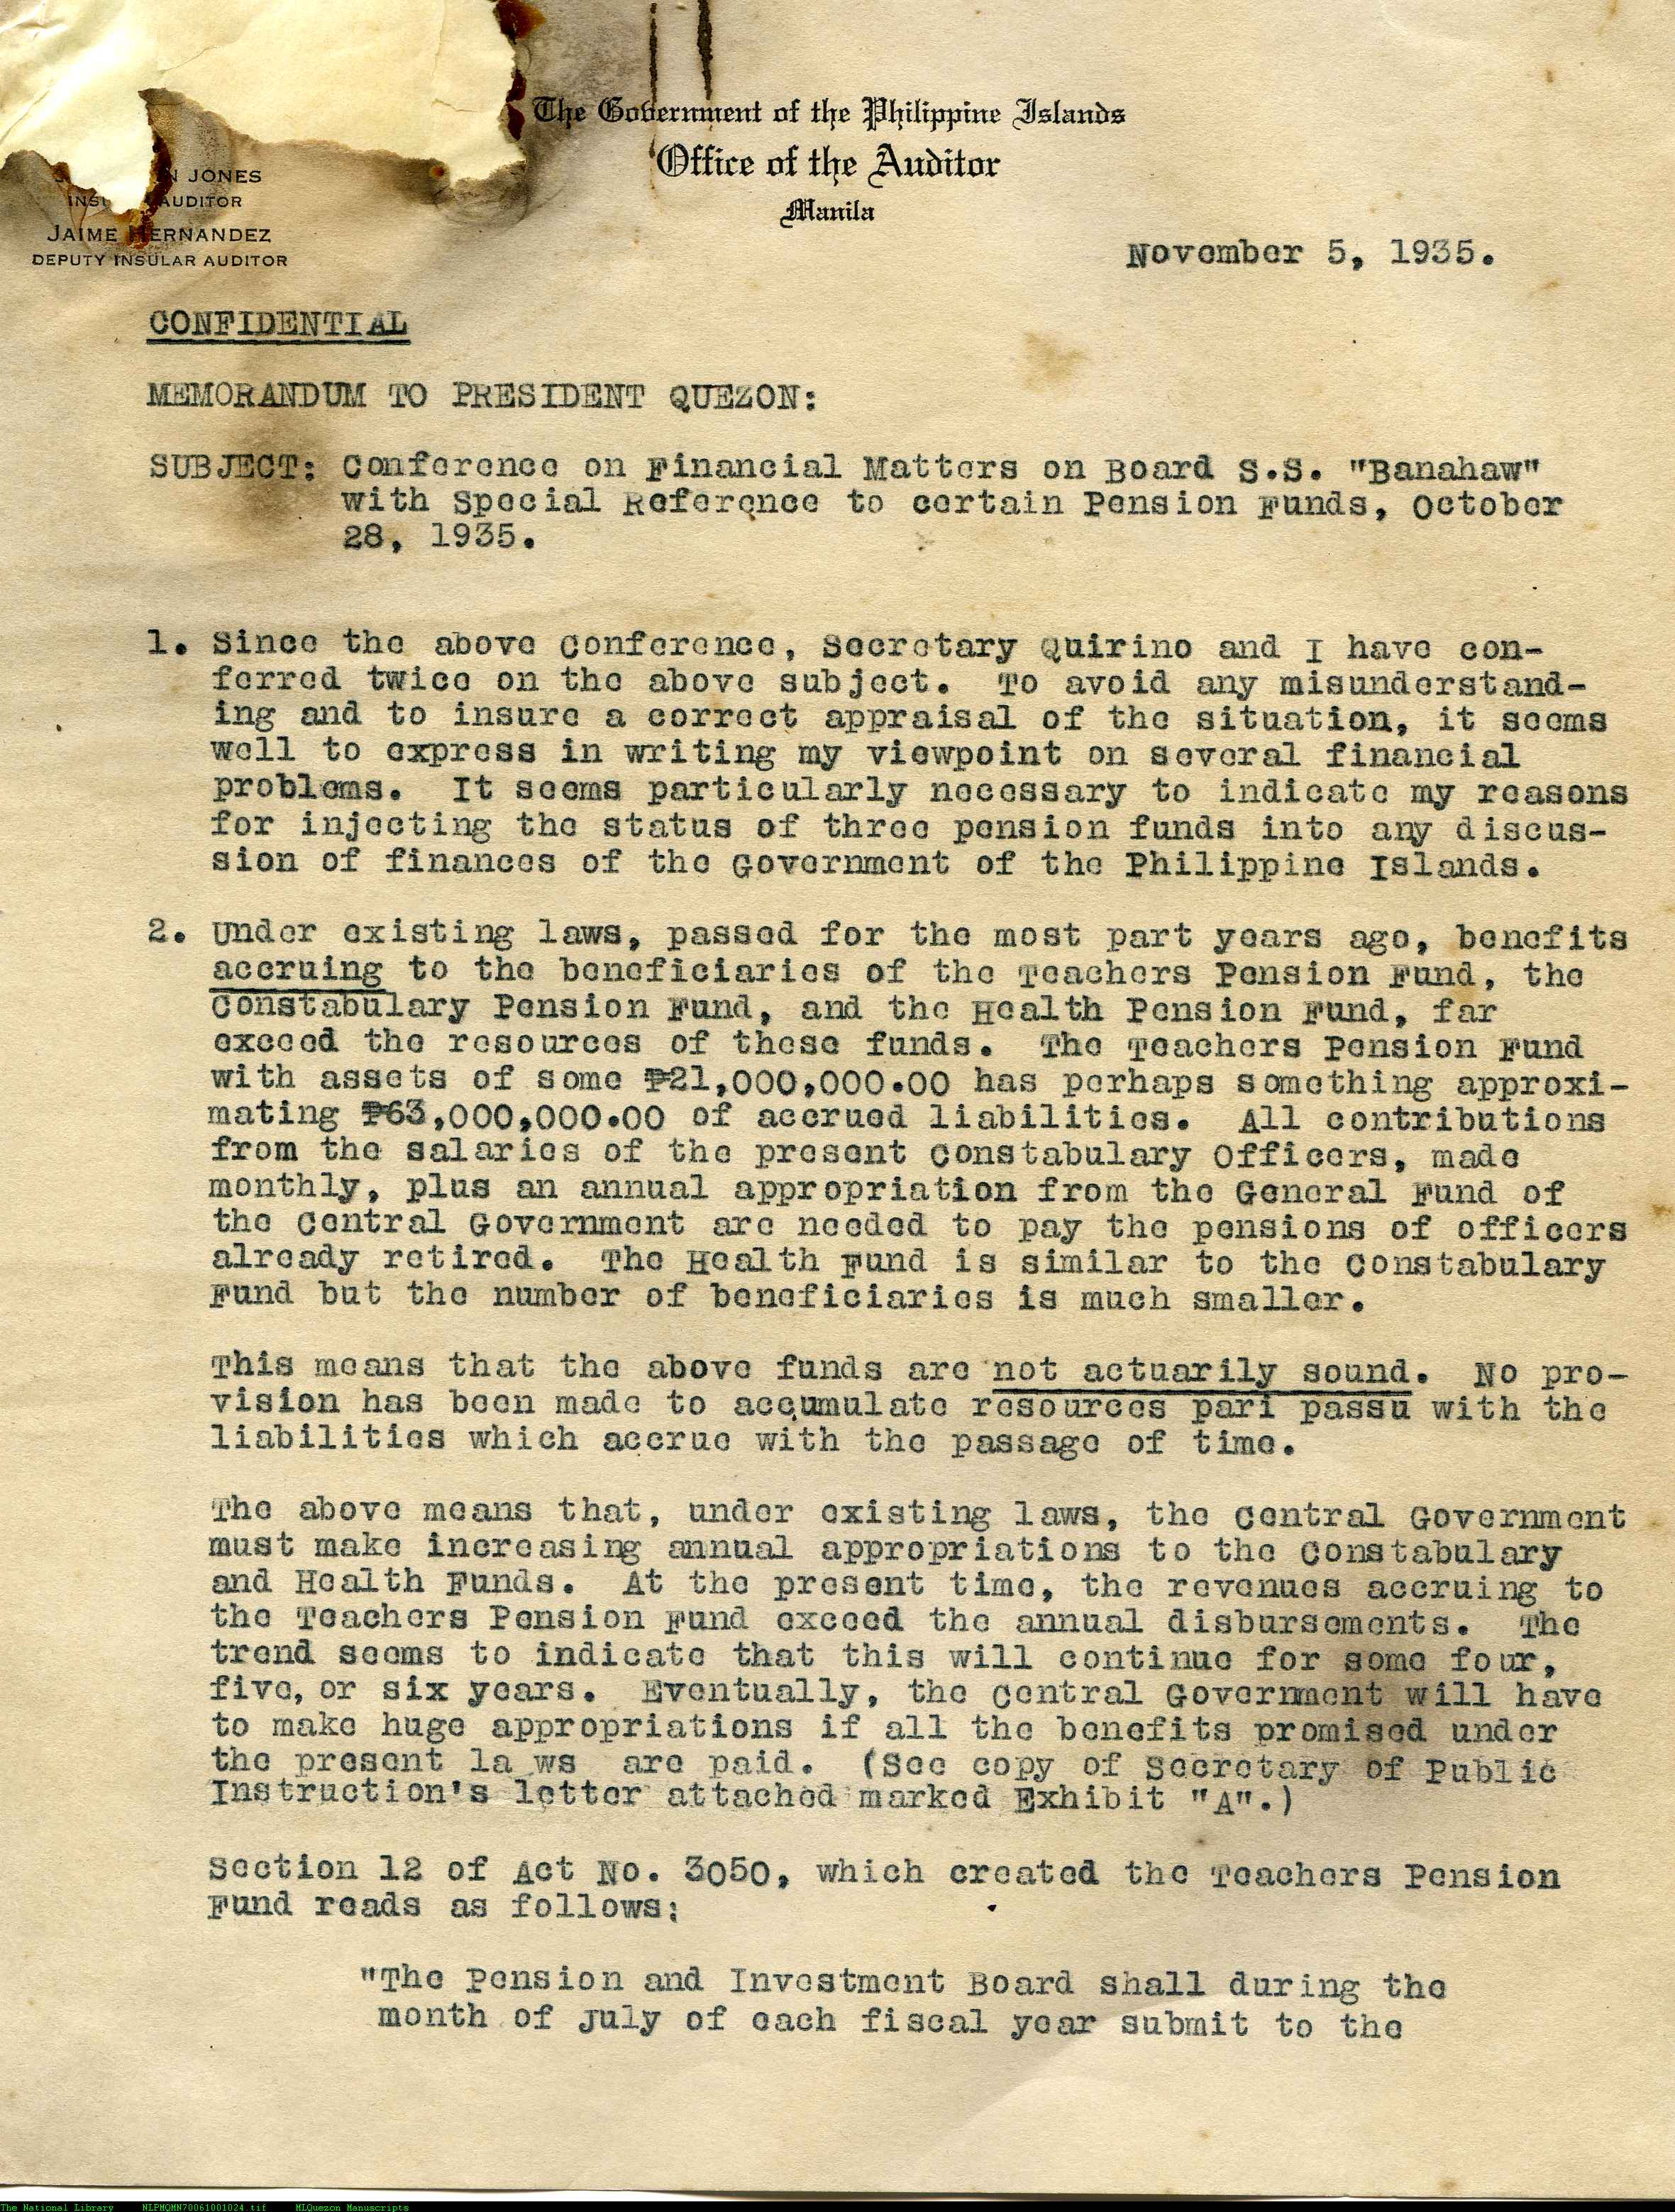 The Government of the Philippine Islands
Office of the Auditor
Manila
JONES
AUDITOR
JAIME HERNANDEZ
DEPUTY INSULAR AUDITOR
November 5, 1935.
CONFIDENTIAL
MEMORANDUM TO PRESIDENT QUEZON:
SUBJECT: Conference on Financial Matters on Board S.S. "Banahaw"
with Special Reference to certain Pension Funds, October
28, 1935.
1. Since the above Conference, Secretary Quirino and I have con-
ferred twice on the above subject. To avoid any misunderstand-
ing and to insure a correct appraisal of the situation, it seems
well to express in writing my viewpoint on several financial
problems. It seems particularly necessary to indicate my reasons
for injecting the status of three pension funds into any discus-
sion of finances of the Government of the Philippine Islands.
2. Under existing laws, passed for the most part years ago, benefits
accruing to the beneficiaries of the Teachers Pension Fund, the
Constabulary Pension Fund, and the Health Pension Fund, far
exceed the resources of these funds. The Teachers Pension Fund
with assets of some ₱21,000,000.00 has perhaps something approxi-
mating ₱63,000,000.00 of accrued liabilities. All contributions
from the salaries of the present Constabulary Officers, made
monthly, plus an annual appropriation from the General Fund of
the Central Government are needed to pay the pensions of officers
already retired. The Health Fund is similar to the Constabulary
Fund but the number of beneficiaries is much smaller.
This means that the above funds are not actuarily sound. No pro-
vision has been made to accumulate resources pari passu with the
liabilities which accrue with the passage of time.
The above means that, under existing laws, the Central Government
must make increasing annual appropriations to the Constabulary
and Health Funds. At the present time, the revenues accruing to
the Teachers Pension Fund exceed the annual disbursements. The
trend seems to indicate that this will continue for some four,
five, or six years. Eventually, the Central Government will have
to make huge appropriations if all the benefits promised under
the present la ws are paid. (See copy of Secretary of Public
Instruction's letter attached marked Exhibit "A".)
Section 12 of Act No. 3050, which created the Teachers Pension
Fund reads as follows:
"The Pension and Investment Board shall during the
month of July of each fiscal year submit to the
The National Library NLPMQMN70061001024.tif MLQuezon Manuscripts